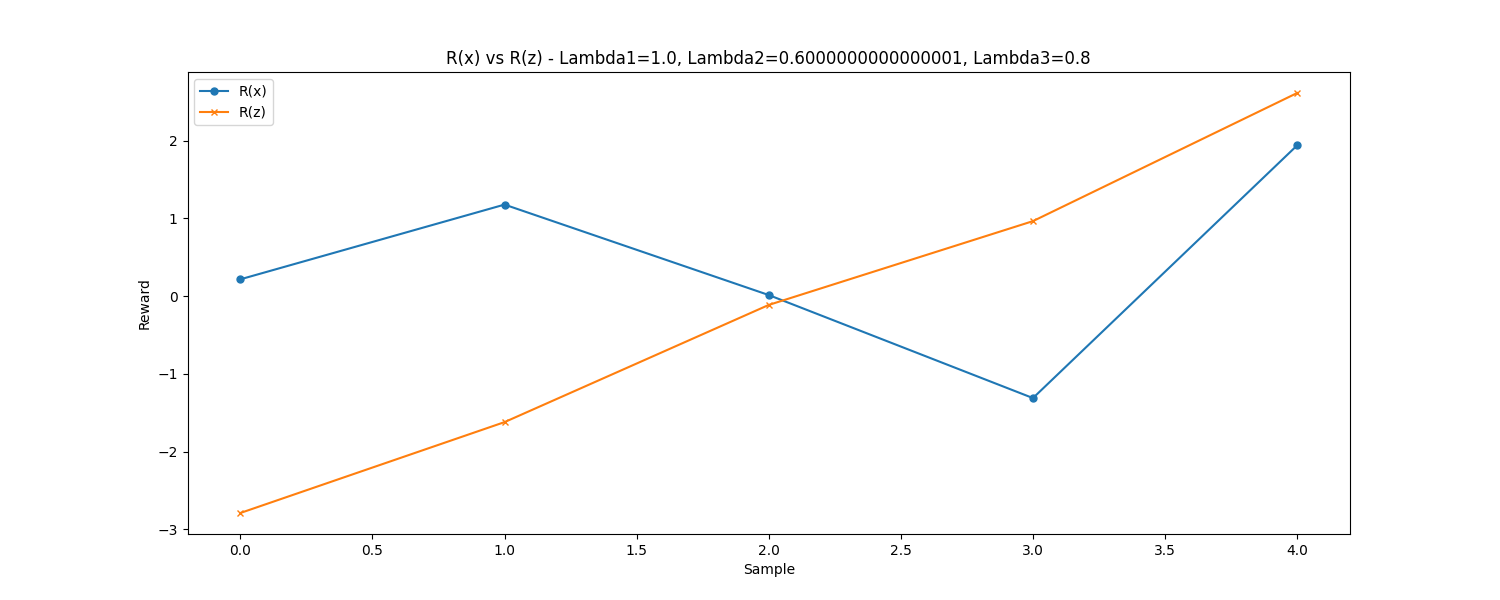 R(x) vs R(z) - Lambda1=1.0, Lambda2=0.6000000000000001, Lambda3=0.8
R(x)
R(z)
Reward
2
1
0
−1
−2
−3
0.0 0.5 1.0 1.5 2.0 2.5 3.0 3.5 4.0
Sample